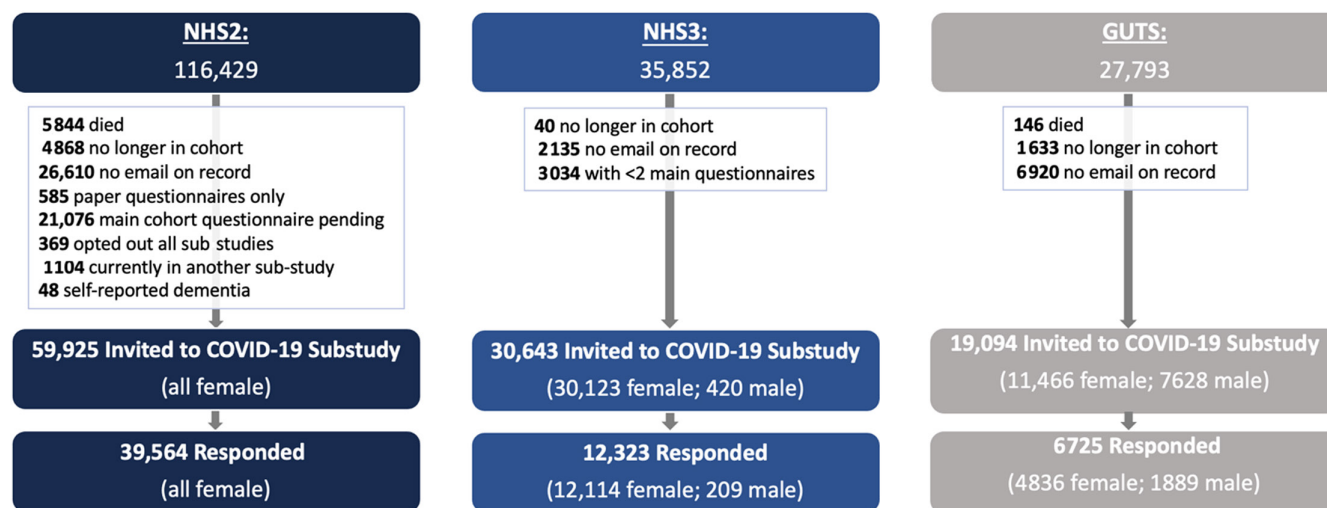 NHS2:
116,429
5844 died
4868 no longer in cohort
26,610 no email on record
585 paper questionnaires only
21,076 main cohort questionnaire pending
369 opted out all sub studies
1104 currently in another sub-study
48 self-reported dementia
59,925 Invited to COVID-19 Substudy
(all female)
39,564 Responded
(all female)
NHS3:
35,852
40 no longer in cohort
2135 no email on record
3034 with <2 main questionnaires
30,643 Invited to COVID-19 Substudy
(30,123 female; 420 male)
12,323 Responded
(12,114 female; 209 male)
GUTS:
27,793
146 died
1633 no longer in cohort
6920 no email on record
19,094 Invited to COVID-19 Substudy
(11,466 female; 7628 male)
6725 Responded
(4836 female; 1889 male)